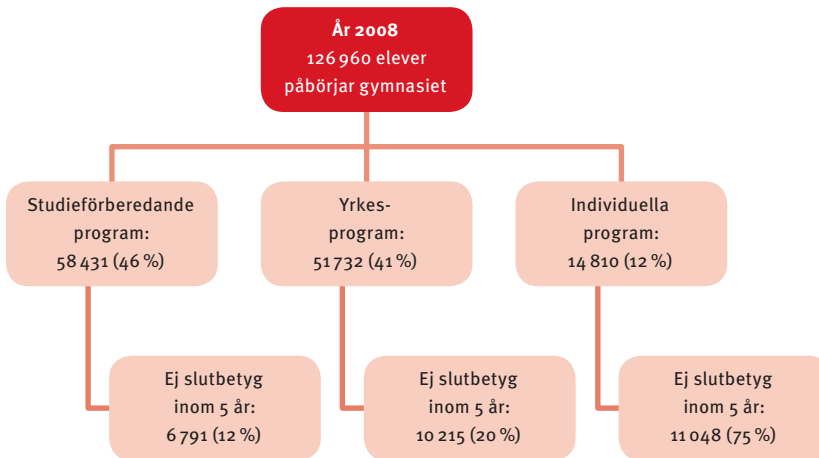 År 2008
126 960 elever
påbörjar gymnasiet
Studieförberedande
program:
58 431 (46 %)
Yrkes-
program:
51 732 (41 %)
Individuella
program:
14 810 (12 %)
Ej slutbetyg
inom 5 år:
6 791 (12 %)
Ej slutbetyg
inom 5 år:
10 215 (20 %)
Ej slutbetyg
inom 5 år:
11 048 (75 %)